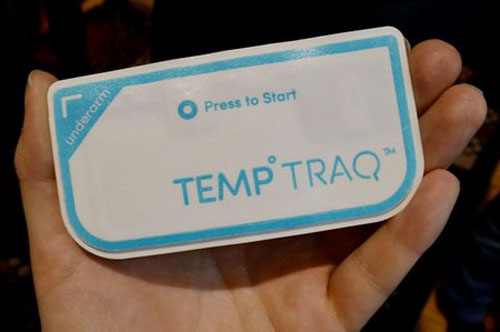 underarm
Press to Start
TEMP° TRAQ™